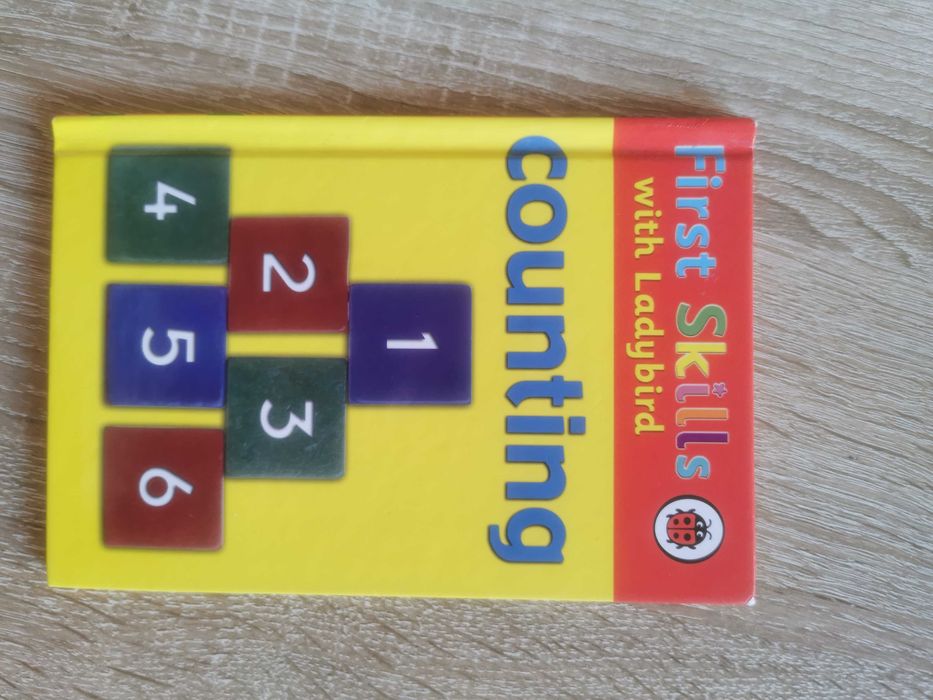 First Skills
with Ladybird
counting
1
2 3
4 5 6